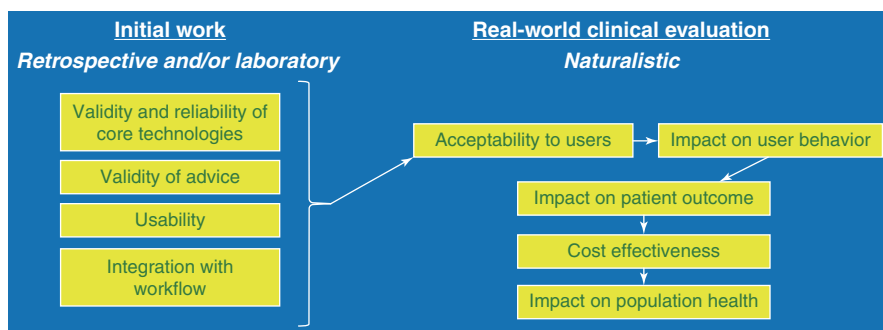 Initial work
Retrospective and/or laboratory
Validity and reliability of
core technologies
Validity of advice
Usability
Integration with
workflow
Real-world clinical evaluation
Naturalistic
Acceptability to users
Impact on user behavior
Impact on patient outcome
Cost effectiveness
Impact on population health